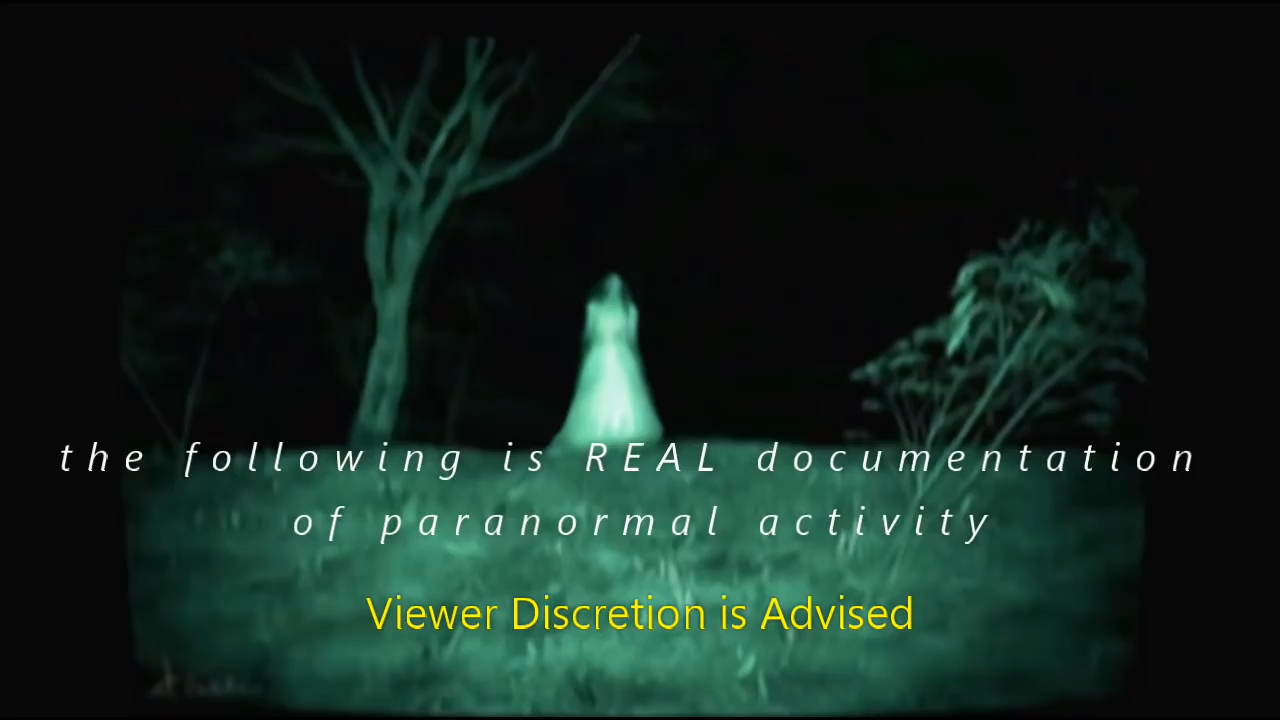 the following is REAL documentation
of paranormal activity
Viewer Discretion is Advised